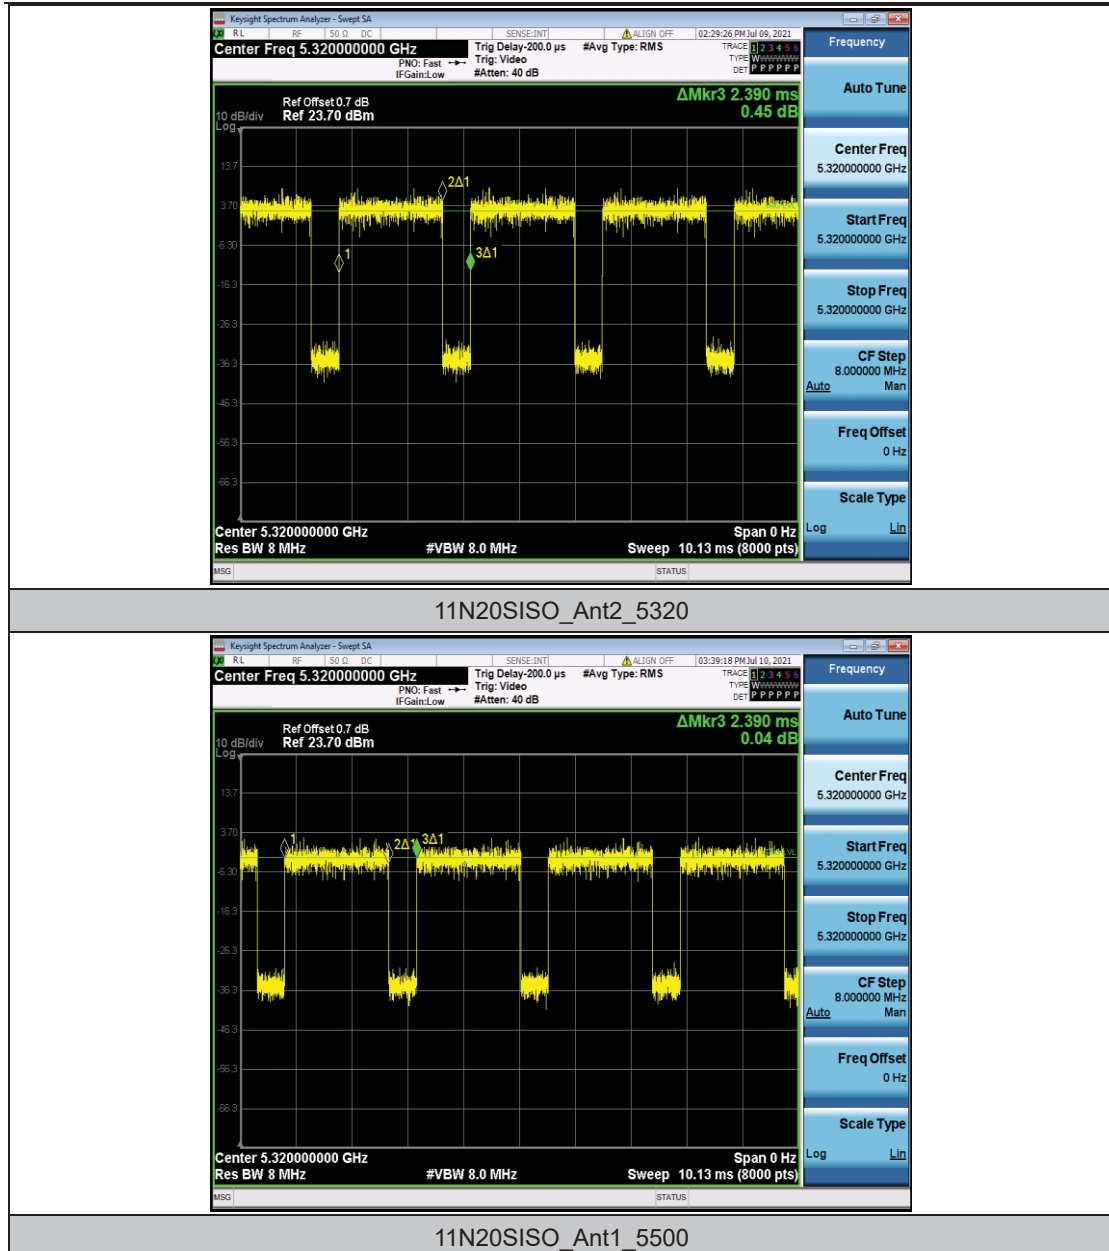 Keysight Spectrum Analyzer - Swept SA
LXI RL RF 50 Ω DC SENSE:INT ALIGN OFF 02:29:26 PM Jul 09, 2021
Center Freq 5.320000000 GHz
PNO: Fast
IFGain:Low
Trig Delay-200.0 µs
Trig: Video
#Atten: 40 dB
#Avg Type: RMS
TRACE 1 2 3 4 5 6
TYPE WWWWWW
DET P P P P P P
Frequency
ΔMkr3 2.390 ms
0.45 dB
Ref Offset 0.7 dB
10 dB/div Ref 23.70 dBm
Log
13.7
3.70
-6.30
-16.3
-26.3
-36.3
-46.3
-56.3
-66.3
2Δ1
1
3Δ1
Center 5.320000000 GHz Span 0 Hz
Res BW 8 MHz #VBW 8.0 MHz Sweep 10.13 ms (8000 pts)
MSG STATUS
Auto Tune
Center Freq
5.320000000 GHz
Start Freq
5.320000000 GHz
Stop Freq
5.320000000 GHz
CF Step
8.000000 MHz
Auto Man
Freq Offset
0 Hz
Scale Type
Log Lin
11N20SISO_Ant2_5320
Keysight Spectrum Analyzer - Swept SA
LXI RL RF 50 Ω DC SENSE:INT ALIGN OFF 03:39:18 PM Jul 10, 2021
Center Freq 5.320000000 GHz
PNO: Fast
IFGain:Low
Trig Delay-200.0 µs
Trig: Video
#Atten: 40 dB
#Avg Type: RMS
TRACE 1 2 3 4 5 6
TYPE WWWWWW
DET P P P P P P
Frequency
ΔMkr3 2.390 ms
0.04 dB
Ref Offset 0.7 dB
10 dB/div Ref 23.70 dBm
Log
13.7
3.70
-6.30
-16.3
-26.3
-36.3
-46.3
-56.3
-66.3
1
2Δ1
3Δ1
Center 5.320000000 GHz Span 0 Hz
Res BW 8 MHz #VBW 8.0 MHz Sweep 10.13 ms (8000 pts)
MSG STATUS
Auto Tune
Center Freq
5.320000000 GHz
Start Freq
5.320000000 GHz
Stop Freq
5.320000000 GHz
CF Step
8.000000 MHz
Auto Man
Freq Offset
0 Hz
Scale Type
Log Lin
11N20SISO_Ant1_5500